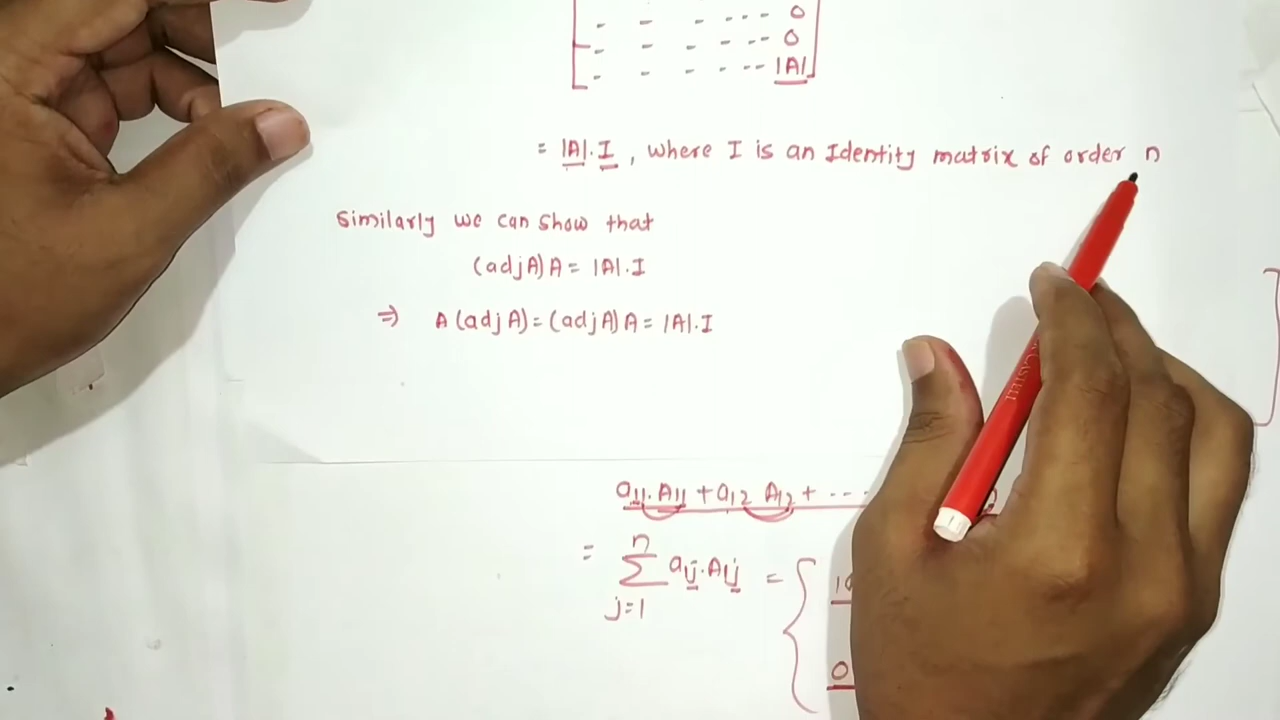 - - - ---- 0
- - - ---- 0
- - - ---- |A|
= |A|.I , where I is an Identity matrix of order n
Similarly we can show that
(adjA)A = |A|.I
⇒ A(adjA)=(adjA)A = |A|.I
a11.A11 + a12 A12 + ---
= n∑j=1 aij.Aij = {
0